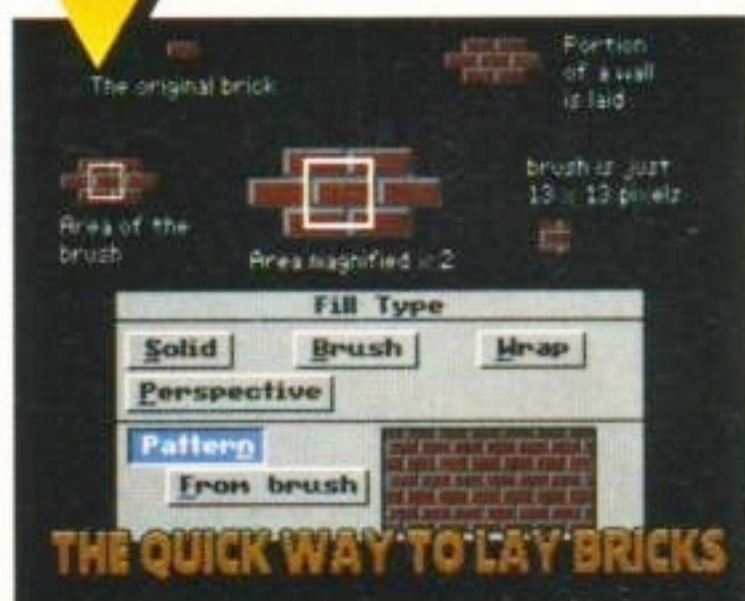 The original brick
Portion
of a wall
is laid
Area of the
brush
Area magnified x 2
brush is just
13 x 13 pixels
Fill Type
Solid
Brush
Wrap
Perspective
Pattern
From brush
THE QUICK WAY TO LAY BRICKS